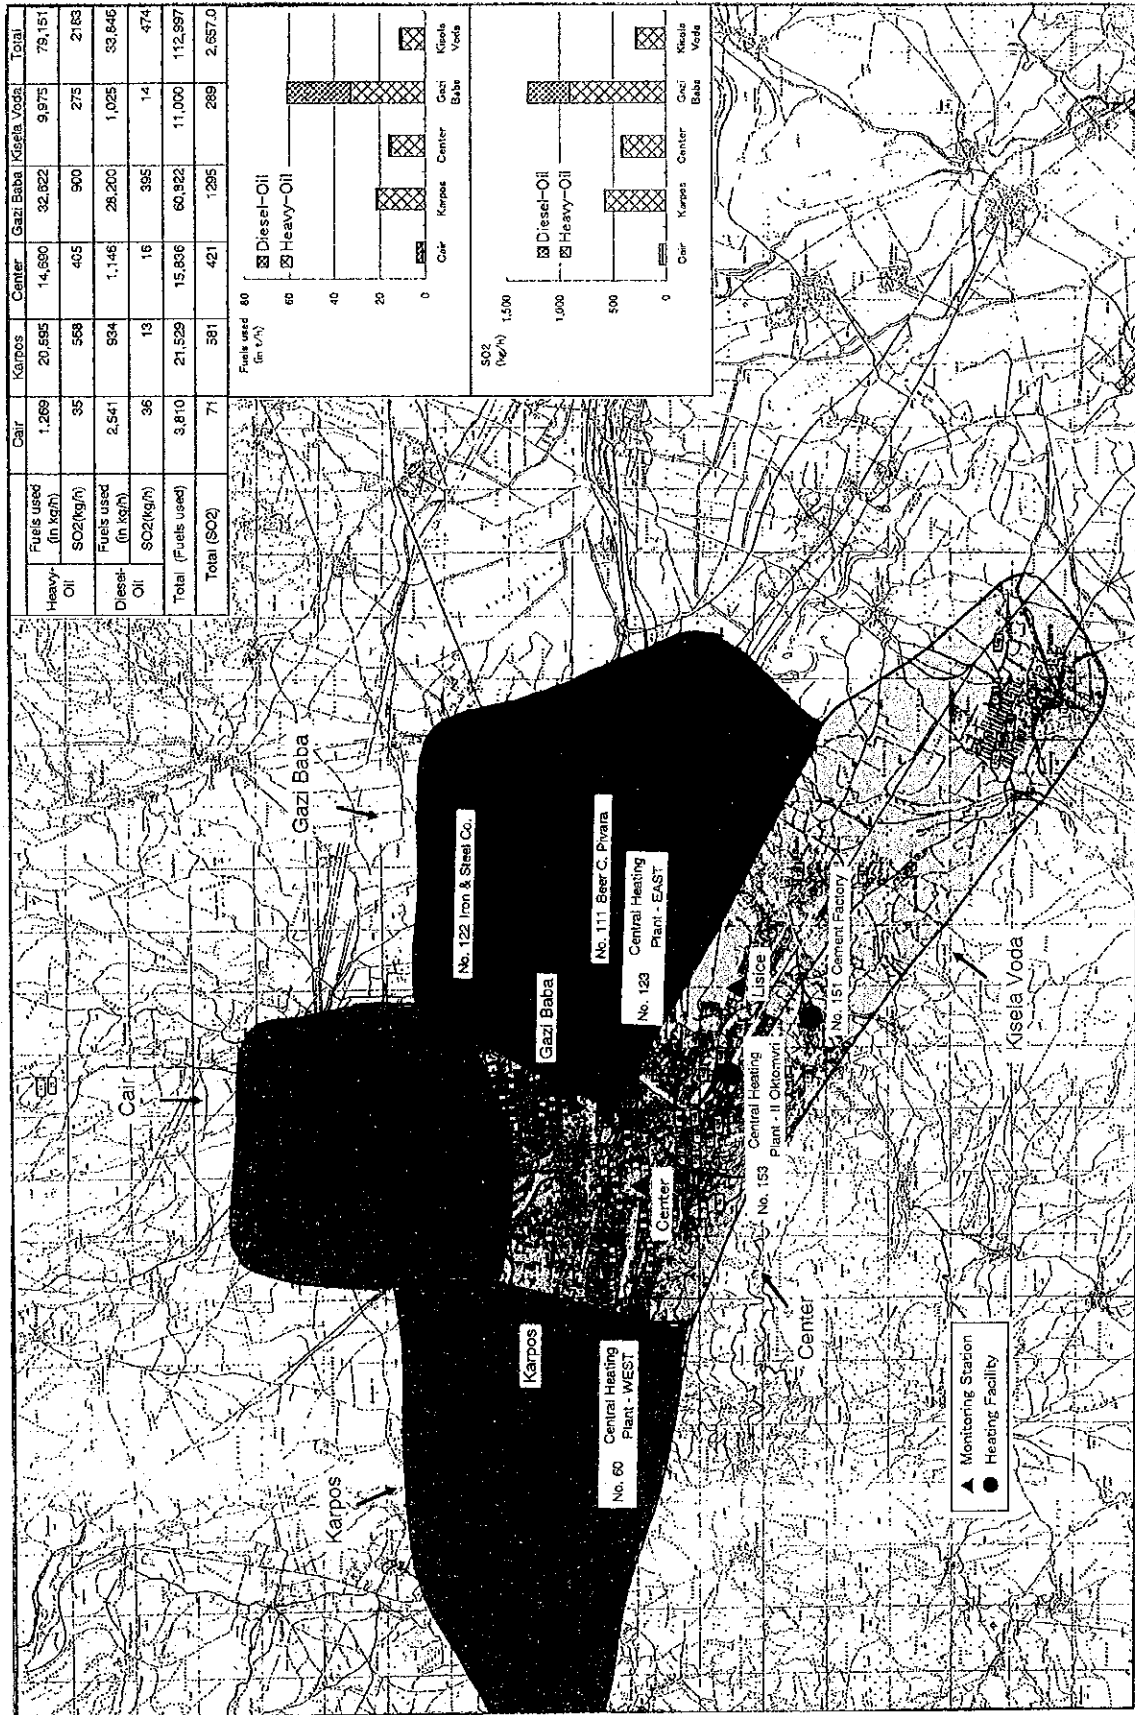 Cair Karpos Center Gazi Baba Kisela Voda Total
Heavy-Oil Fuels used (in kg/h) 1,269 20,595 14,690 32,622 9,975 79,151
SO2(kg/h) 35 568 405 900 275 2183
Diesel-Oil Fuels used (in kg/h) 2,541 934 1,146 28,200 1,025 33,846
SO2(kg/h) 36 13 16 395 14 474
Total (Fuels used) 3,810 21,529 15,836 60,822 11,000 112,997
Total (SO2) 71 581 421 1295 289 2,657.0
Fuels used
(in t/h)
80
60
40
20
0
Diesel-Oil
Heavy-Oil
Cair Karpos Center Gazi Baba Kisela Voda
SO2
(kg/h)
1,500
1,000
500
0
Diesel-Oil
Heavy-Oil
Cair Karpos Center Gazi Baba Kisela Voda
Cair
Gazi Baba
Karpos
No. 122 Iron & Steel Co.
Gazi Baba
Karpos
No. 111 Beer C. Pivara
No. 60 Central Heating
Plant - WEST
No. 123 Central Heating
Plant - EAST
Center
Lisice
No. 153 Central Heating
Plant - II Oktomvri
No. 151 Cement Factory
Center
Kisela Voda
Monitoring Station
Heating Facility